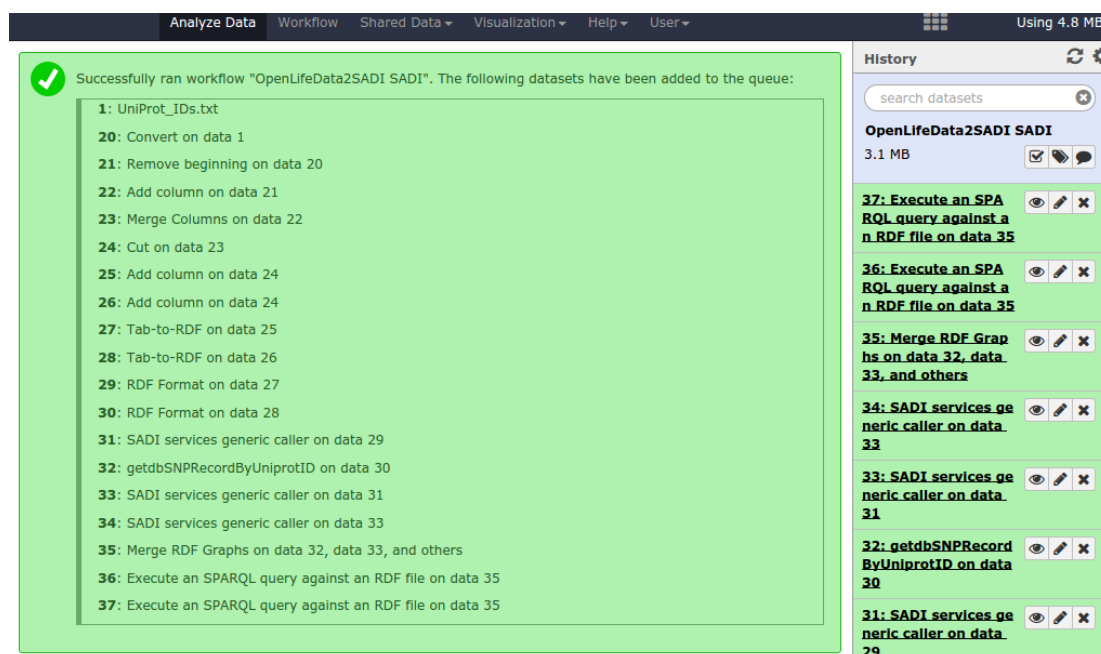 Analyze Data Workflow Shared Data Visualization Help User Using 4.8 MB
Successfully ran workflow "OpenLifeData2SADI SADI". The following datasets have been added to the queue:
1: UniProt_IDs.txt
20: Convert on data 1
21: Remove beginning on data 20
22: Add column on data 21
23: Merge Columns on data 22
24: Cut on data 23
25: Add column on data 24
26: Add column on data 24
27: Tab-to-RDF on data 25
28: Tab-to-RDF on data 26
29: RDF Format on data 27
30: RDF Format on data 28
31: SADI services generic caller on data 29
32: getdbSNPRecordByUniprotID on data 30
33: SADI services generic caller on data 31
34: SADI services generic caller on data 33
35: Merge RDF Graphs on data 32, data 33, and others
36: Execute an SPARQL query against an RDF file on data 35
37: Execute an SPARQL query against an RDF file on data 35
History
search datasets
OpenLifeData2SADI SADI
3.1 MB
37: Execute an SPA
RQL query against a
n RDF file on data 35
36: Execute an SPA
RQL query against a
n RDF file on data 35
35: Merge RDF Grap
hs on data 32, data
33, and others
34: SADI services ge
neric caller on data
33
33: SADI services ge
neric caller on data
31
32: getdbSNPRecord
ByUniprotID on data
30
31: SADI services ge
neric caller on data
29